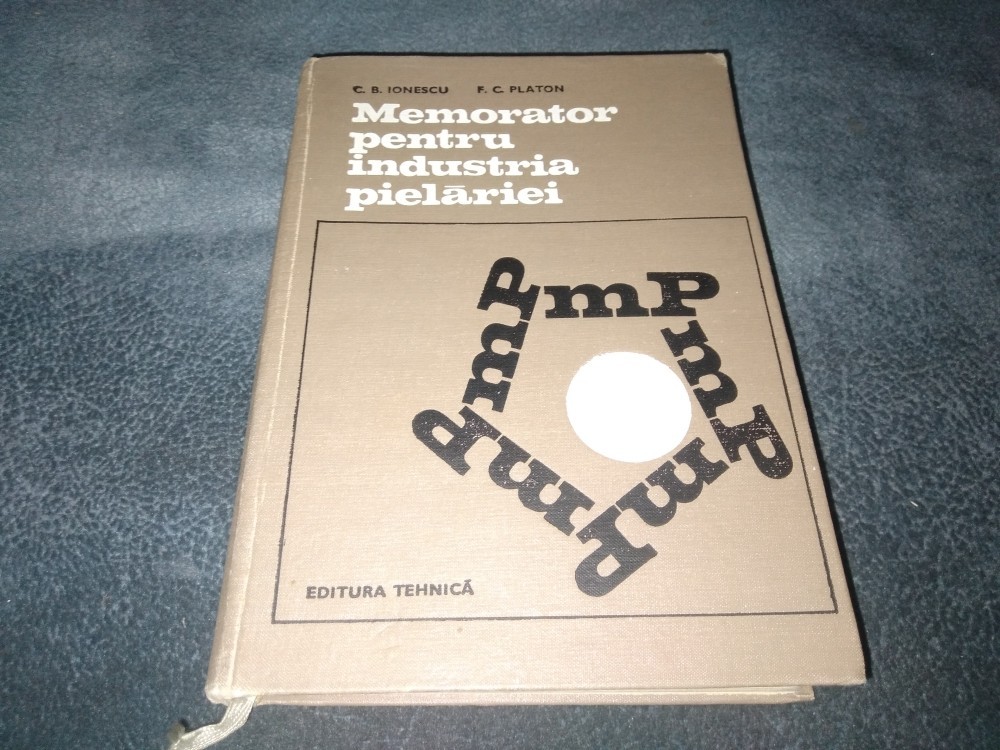 C. B. IONESCU F. C. PLATON
Memorator
pentru
industria
pielăriei
mP
mP
mP
mP
mP
EDITURA TEHNICĂ